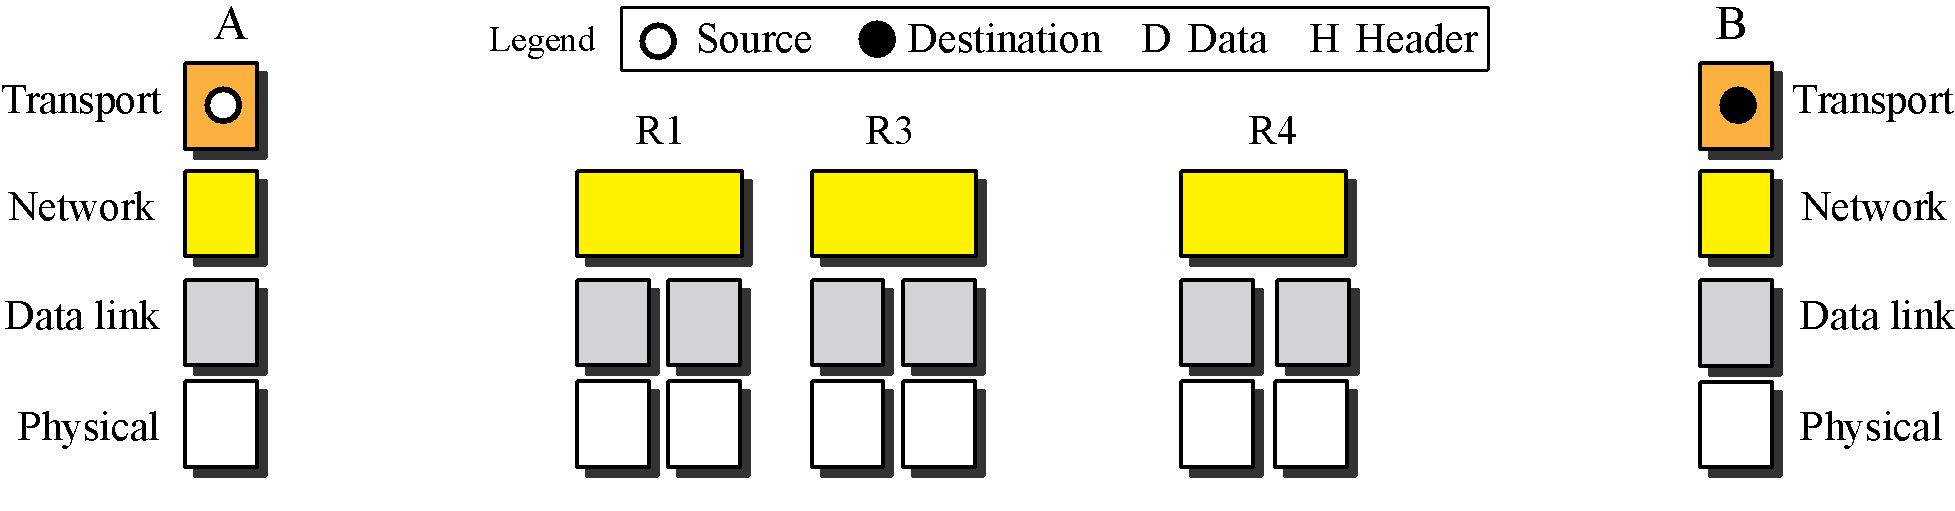 A
Legend Source Destination D Data H Header
B
Transport
Transport
R1 R3 R4
Network
Network
Data link
Data link
Physical
Physical